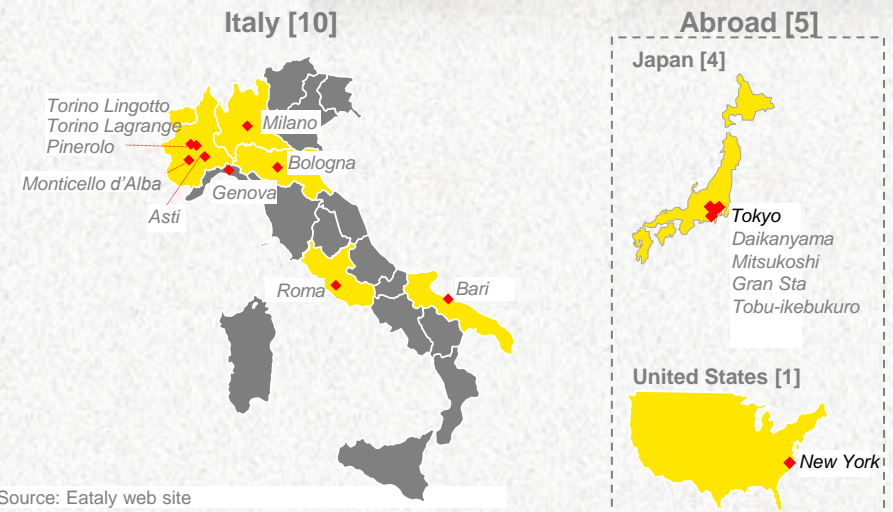 Italy [10]
Abroad [5]
Torino Lingotto
Torino Lagrange
Pinerolo
Monticello d'Alba
Asti
Milano
Bologna
Genova
Roma
Bari
Japan [4]
Tokyo
Daikanyama
Mitsukoshi
Gran Sta
Tobu-ikebukuro
United States [1]
New York
Source: Eataly web site